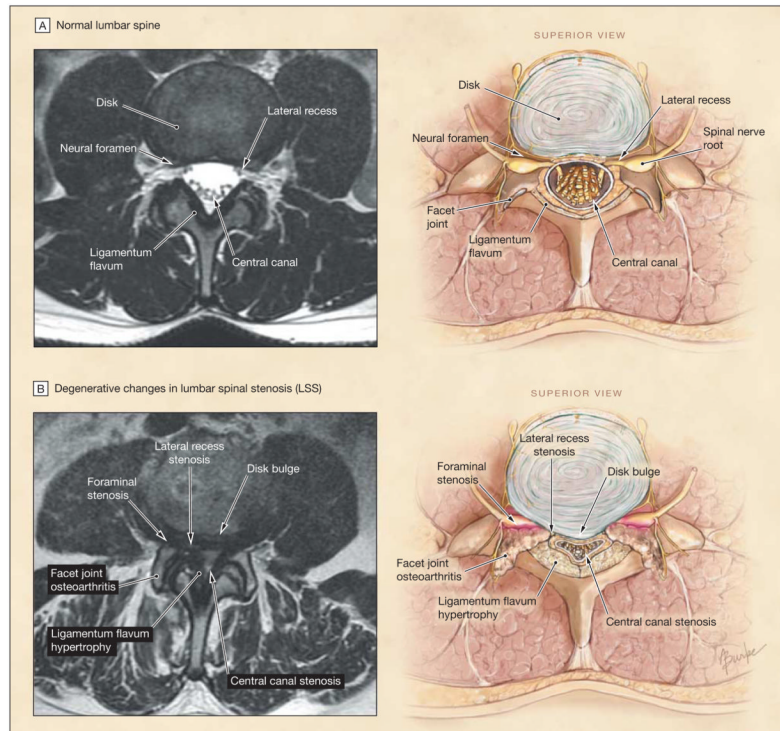 A Normal lumbar spine
Disk
Lateral recess
Neural foramen
Ligamentum
flavum
Central canal
SUPERIOR VIEW
Disk
Lateral recess
Neural foramen
Spinal nerve
root
Facet
joint
Ligamentum
flavum
Central canal
B Degenerative changes in lumbar spinal stenosis (LSS)
Lateral recess
stenosis
Disk bulge
Foraminal
stenosis
Facet joint
osteoarthritis
Ligamentum flavum
hypertrophy
Central canal stenosis
SUPERIOR VIEW
Lateral recess
stenosis
Disk bulge
Foraminal
stenosis
Facet joint
osteoarthritis
Ligamentum flavum
hypertrophy
Central canal stenosis